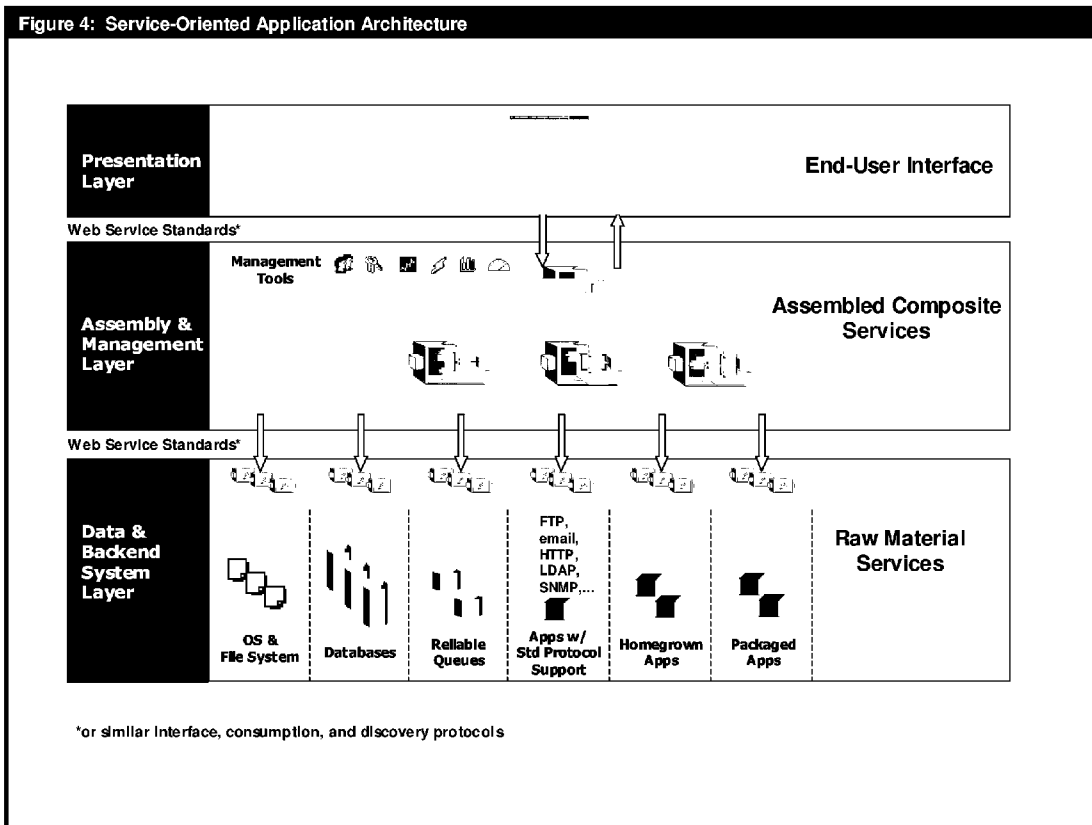 Figure 4: Service-Oriented Application Architecture
Presentation
Layer
End-User Interface
Web Service Standards*
Management
Tools
Assembly &
Management
Layer
Assembled Composite
Services
Web Service Standards*
Data &
Backend
System
Layer
FTP,
email,
HTTP,
LDAP,
SNMP,...
Raw Material
Services
OS &
File System
Databases
Reliable
Queues
Apps w/
Std Protocol
Support
Homegrown
Apps
Packaged
Apps
*or similar interface, consumption, and discovery protocols